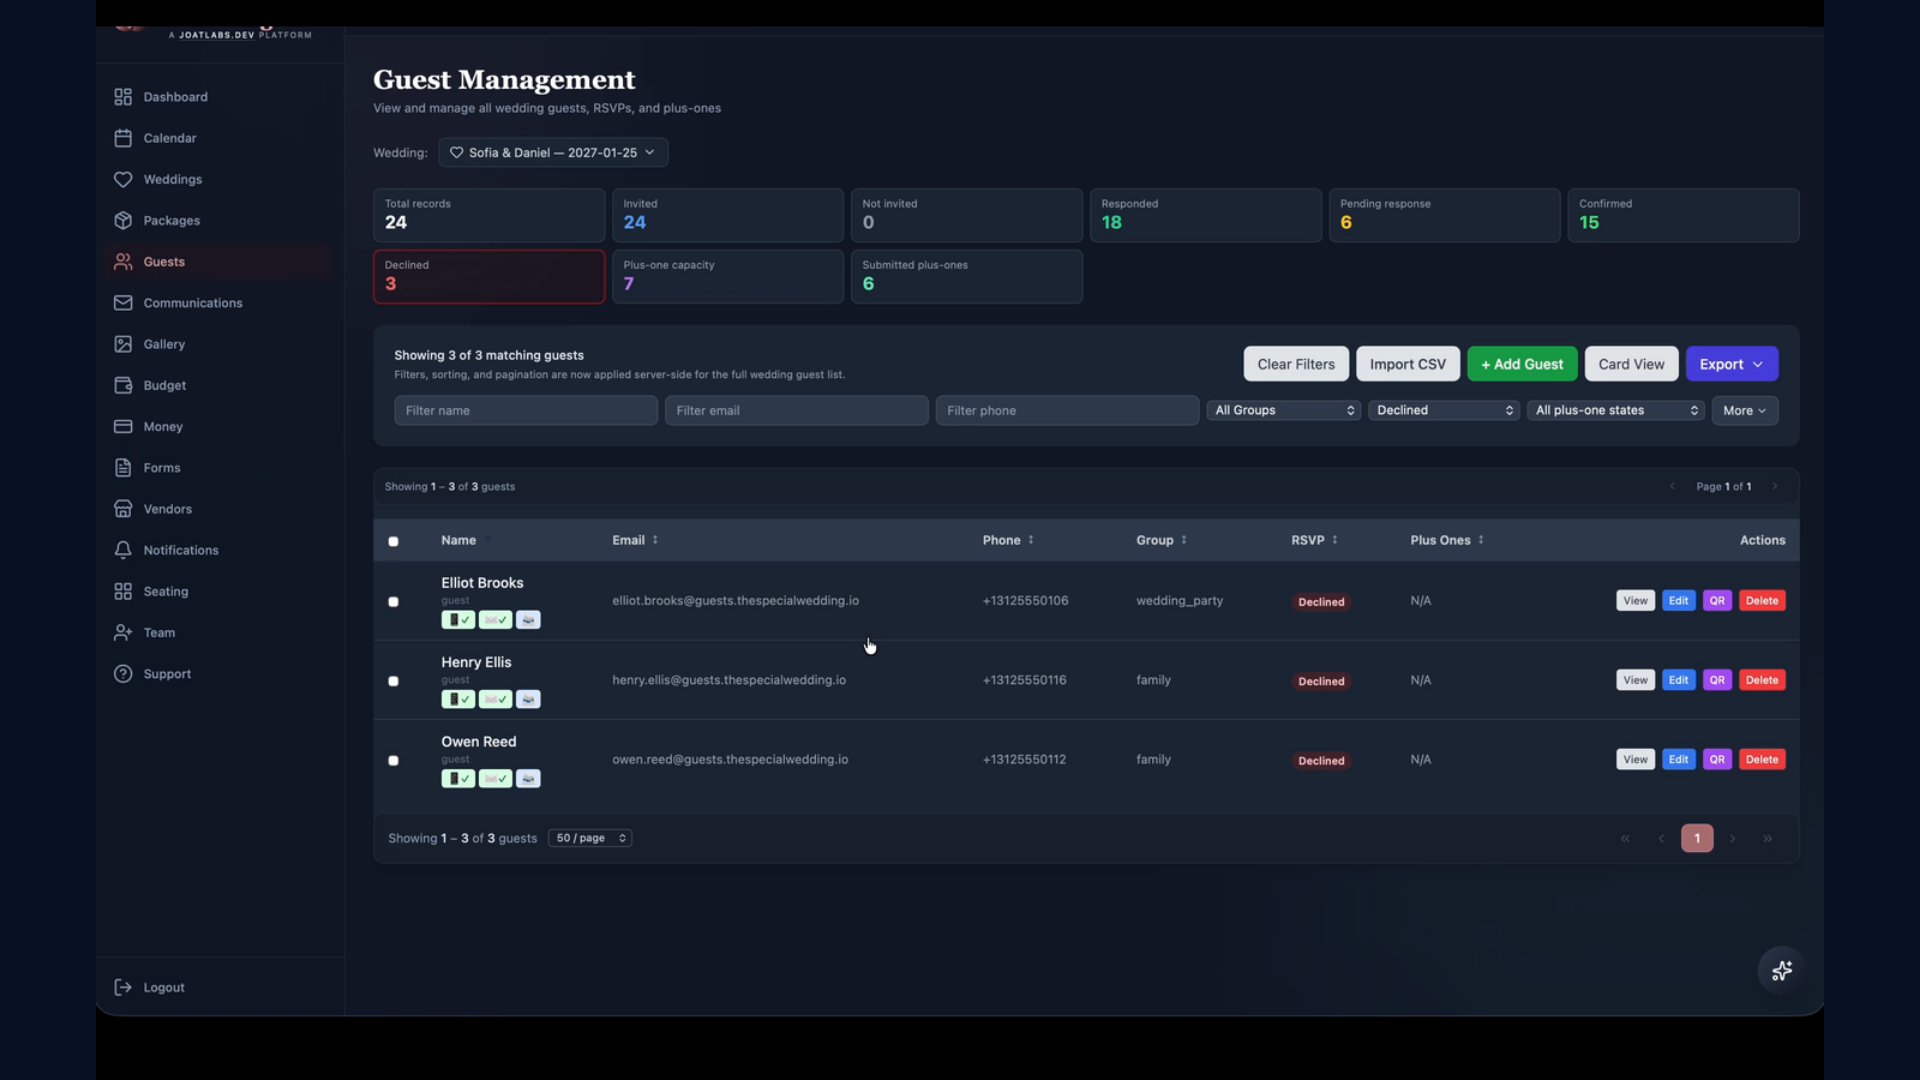 A JOATLABS.DEV PLATFORM
Dashboard
Calendar
Weddings
Packages
Guests
Communications
Gallery
Budget
Money
Forms
Vendors
Notifications
Seating
Team
Support
Logout
Guest Management
View and manage all wedding guests, RSVPs, and plus-ones
Wedding: Sofia & Daniel — 2027-01-25
Total records
24
Invited
24
Not invited
0
Responded
18
Pending response
6
Confirmed
15
Declined
3
Plus-one capacity
7
Submitted plus-ones
6
Showing 3 of 3 matching guests
Filters, sorting, and pagination are now applied server-side for the full wedding guest list.
Clear Filters Import CSV + Add Guest Card View Export
Filter name Filter email Filter phone All Groups Declined All plus-one states More
Showing 1 – 3 of 3 guests Page 1 of 1
Name Email Phone Group RSVP Plus Ones Actions
Elliot Brooks
guest
elliot.brooks@guests.thespecialwedding.io +13125550106 wedding_party Declined N/A View Edit QR Delete
Henry Ellis
guest
henry.ellis@guests.thespecialwedding.io +13125550116 family Declined N/A View Edit QR Delete
Owen Reed
guest
owen.reed@guests.thespecialwedding.io +13125550112 family Declined N/A View Edit QR Delete
Showing 1 – 3 of 3 guests 50 / page « ‹ 1 › »